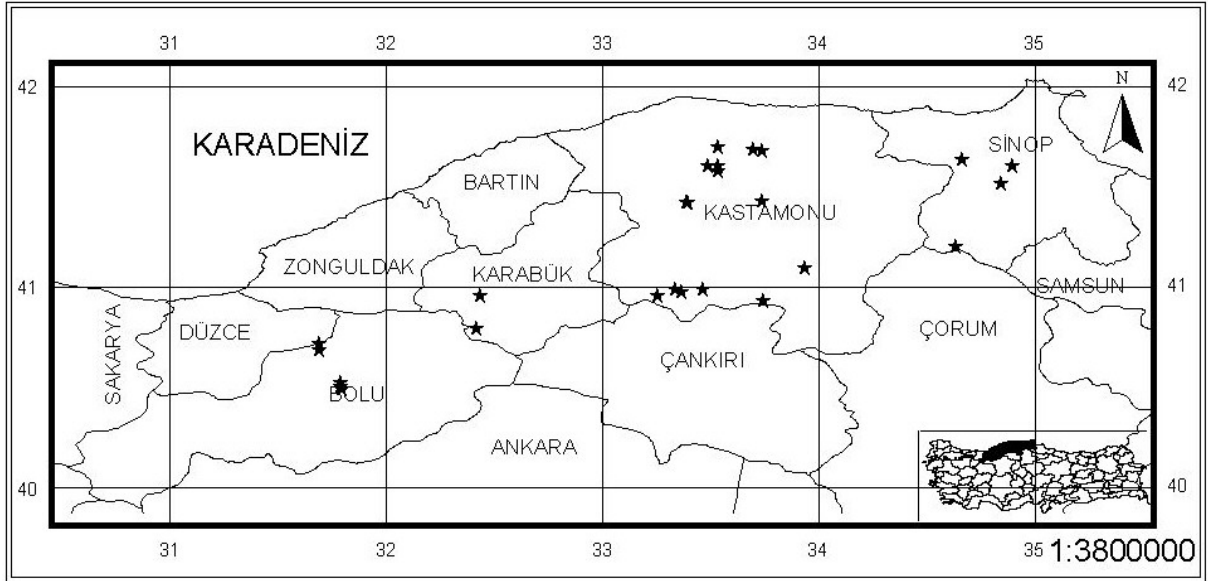 31 32 33 34 35
42 42
N
KARADENİZ
SİNOP
BARTIN
KASTAMONU
ZONGULDAK
KARABÜK
41 41
SAMSUN
DÜZCE
ÇORUM
SAKARYA
ÇANKIRI
BOLU
ANKARA
40 40
31 32 33 34 35 1:3800000